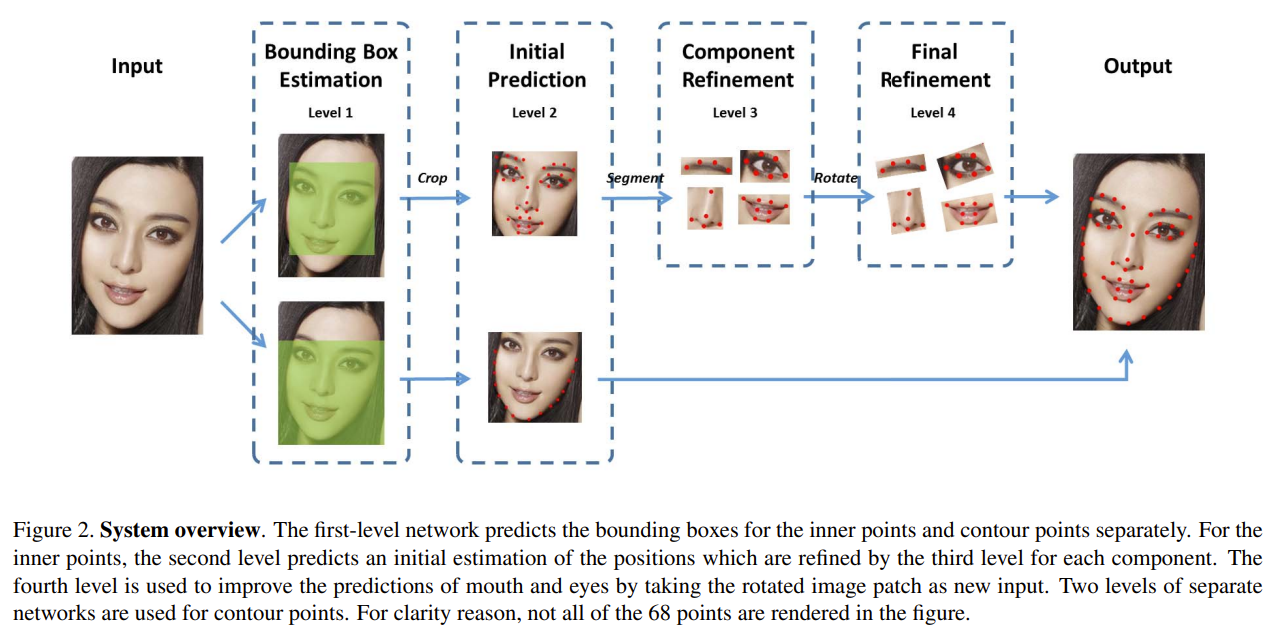 Input
Bounding Box
Estimation
Level 1
Initial
Prediction
Level 2
Component
Refinement
Level 3
Final
Refinement
Level 4
Output
Crop
Segment
Rotate
Figure 2. System overview. The first-level network predicts the bounding boxes for the inner points and contour points separately. For the
inner points, the second level predicts an initial estimation of the positions which are refined by the third level for each component. The
fourth level is used to improve the predictions of mouth and eyes by taking the rotated image patch as new input. Two levels of separate
networks are used for contour points. For clarity reason, not all of the 68 points are rendered in the figure.